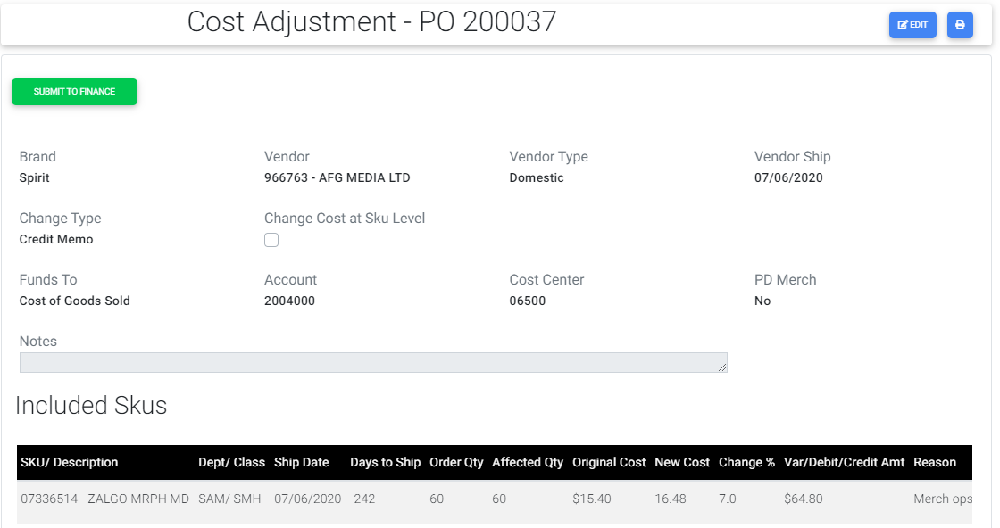 Cost Adjustment - PO 200037
EDIT
SUBMIT TO FINANCE
Brand Vendor Vendor Type Vendor Ship
Spirit 966763 - AFG MEDIA LTD Domestic 07/06/2020
Change Type Change Cost at Sku Level
Credit Memo
Funds To Account Cost Center PD Merch
Cost of Goods Sold 2004000 06500 No
Notes
Included Skus
SKU/ Description Dept/ Class Ship Date Days to Ship Order Qty Affected Qty Original Cost New Cost Change % Var/Debit/Credit Amt Reason
07336514 - ZALGO MRPH MD SAM/ SMH 07/06/2020 -242 60 60 $15.40 16.48 7.0 $64.80 Merch ops